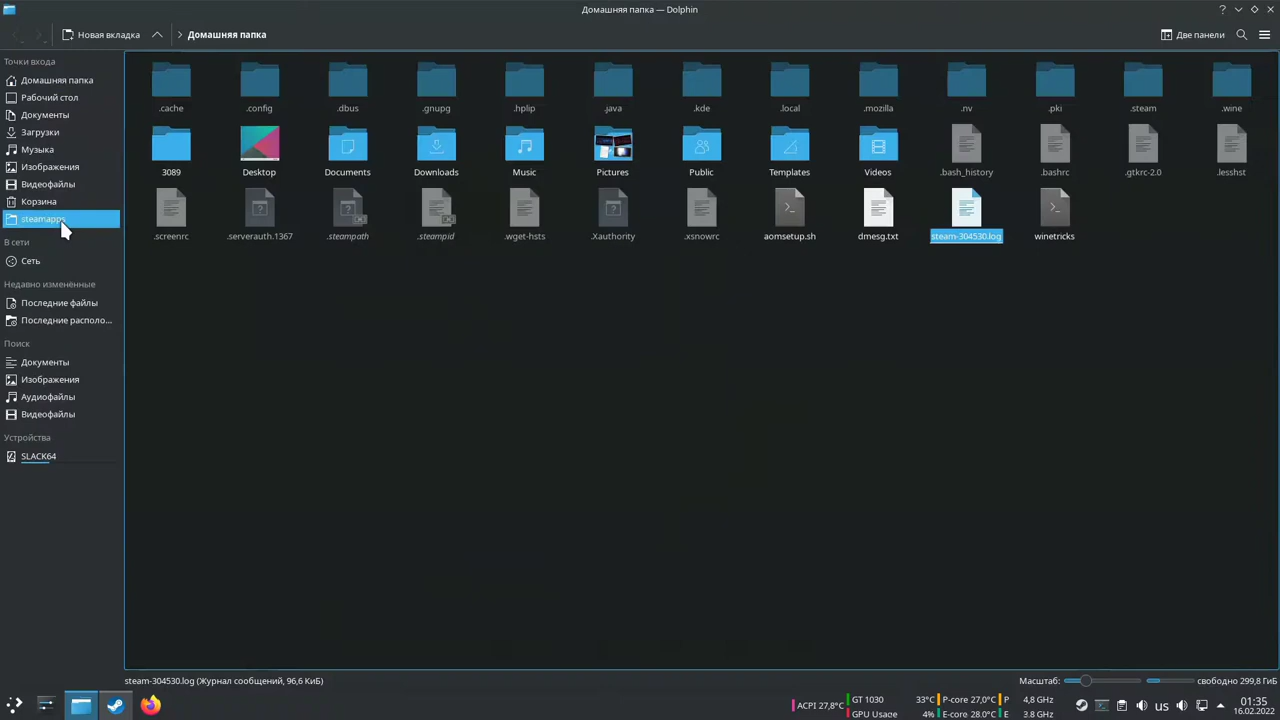 Домашняя папка — Dolphin
Новая вкладка
Домашняя папка
Две панели
Точки входа
Домашняя папка
Рабочий стол
Документы
Загрузки
Музыка
Изображения
Видеофайлы
Корзина
steamapps
В сети
Сеть
Недавно изменённые
Последние файлы
Последние располо...
Поиск
Документы
Изображения
Аудиофайлы
Видеофайлы
Устройства
SLACK64
.cache
.config
.dbus
.gnupg
.hplip
.java
.kde
.local
.mozilla
.nv
.pki
.steam
.wine
3089
Desktop
Documents
Downloads
Music
Pictures
Public
Templates
Videos
.bash_history
.bashrc
.gtkrc-2.0
.lesshst
.screenrc
.serverauth.1367
.steampath
.steampid
.wget-hsts
.Xauthority
.xsnowrc
aomsetup.sh
dmesg.txt
steam-304530.log
winetricks
steam-304530.log (Журнал сообщений, 96,6 КиБ)
Масштаб:
свободно 299,8 ГиБ
ACPI 27,8°C
GT 1030 33°C
GPU Usage 4%
P-core 27,0°C
E-core 28.0°C
P 4,8 GHz
E 3.8 GHz
us
01:35
16.02.2022